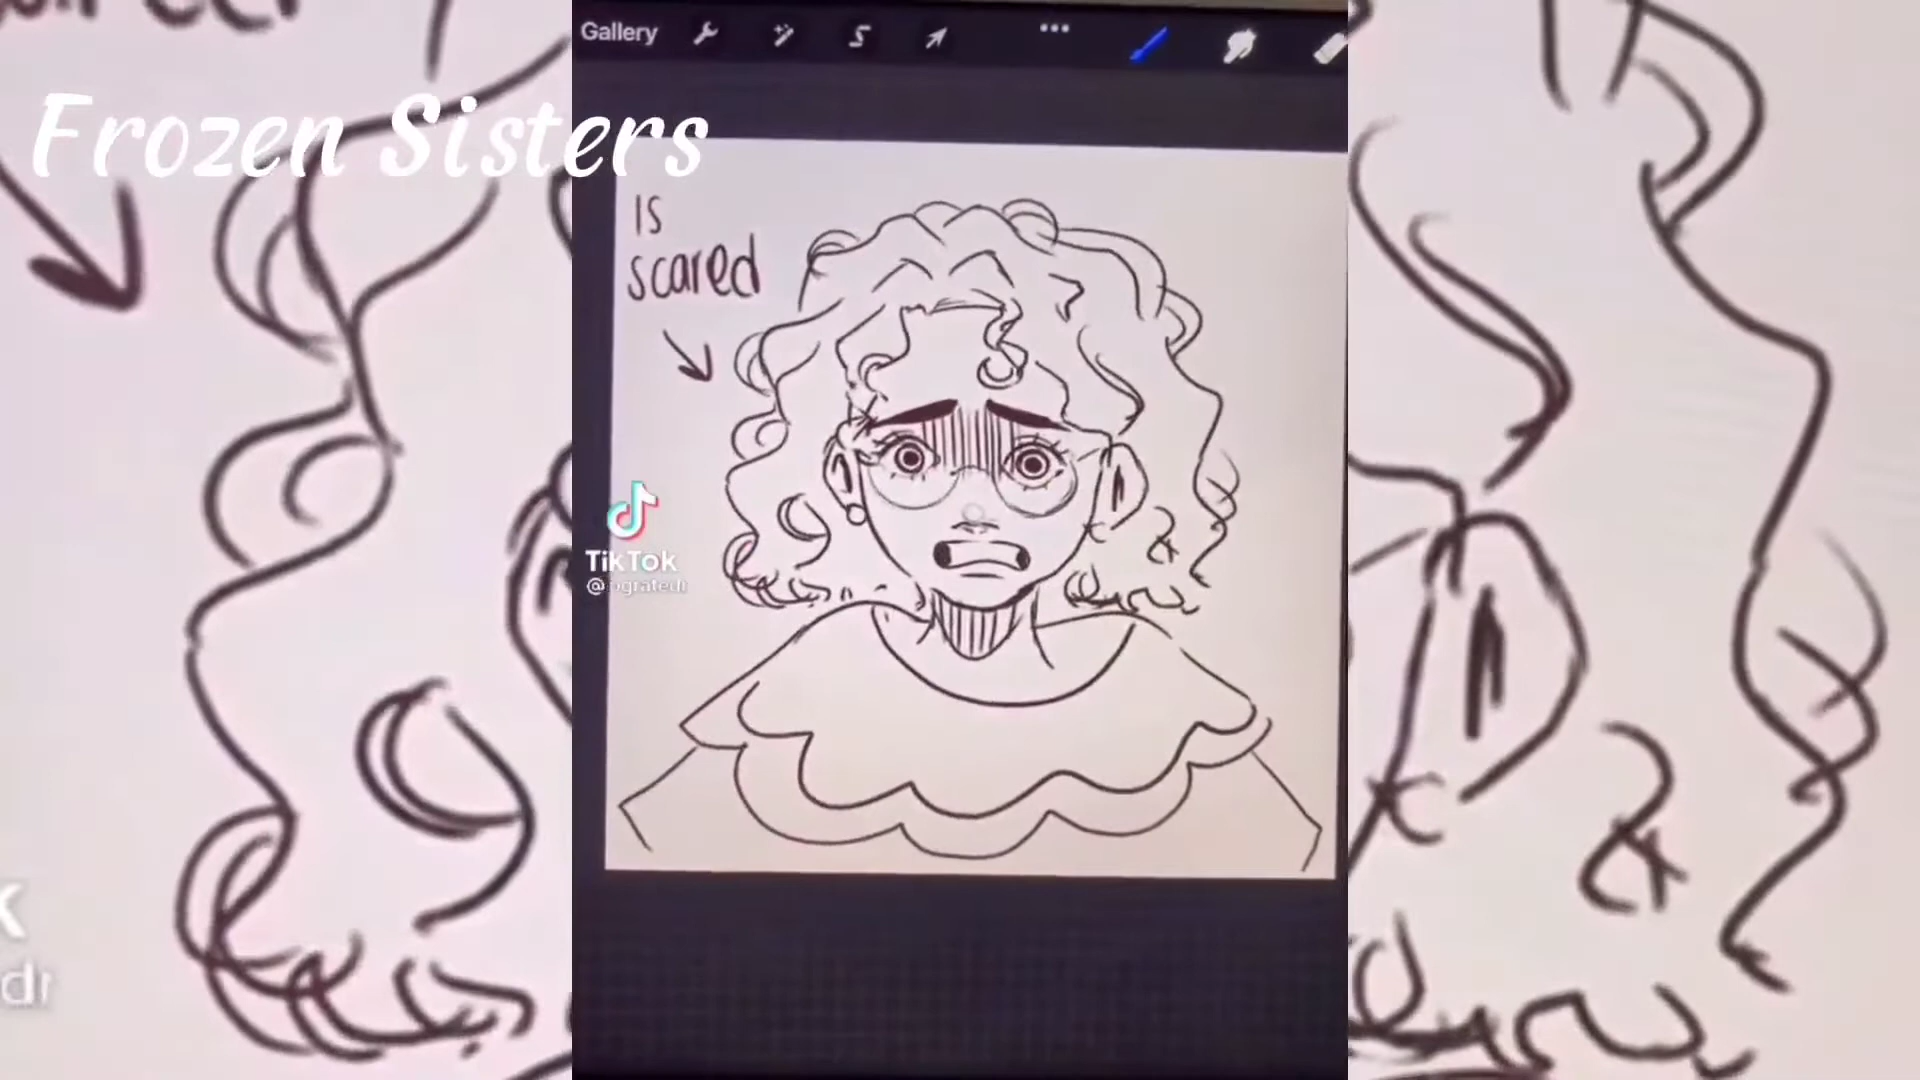 Frozen Sisters
Gallery
is
scared
TikTok